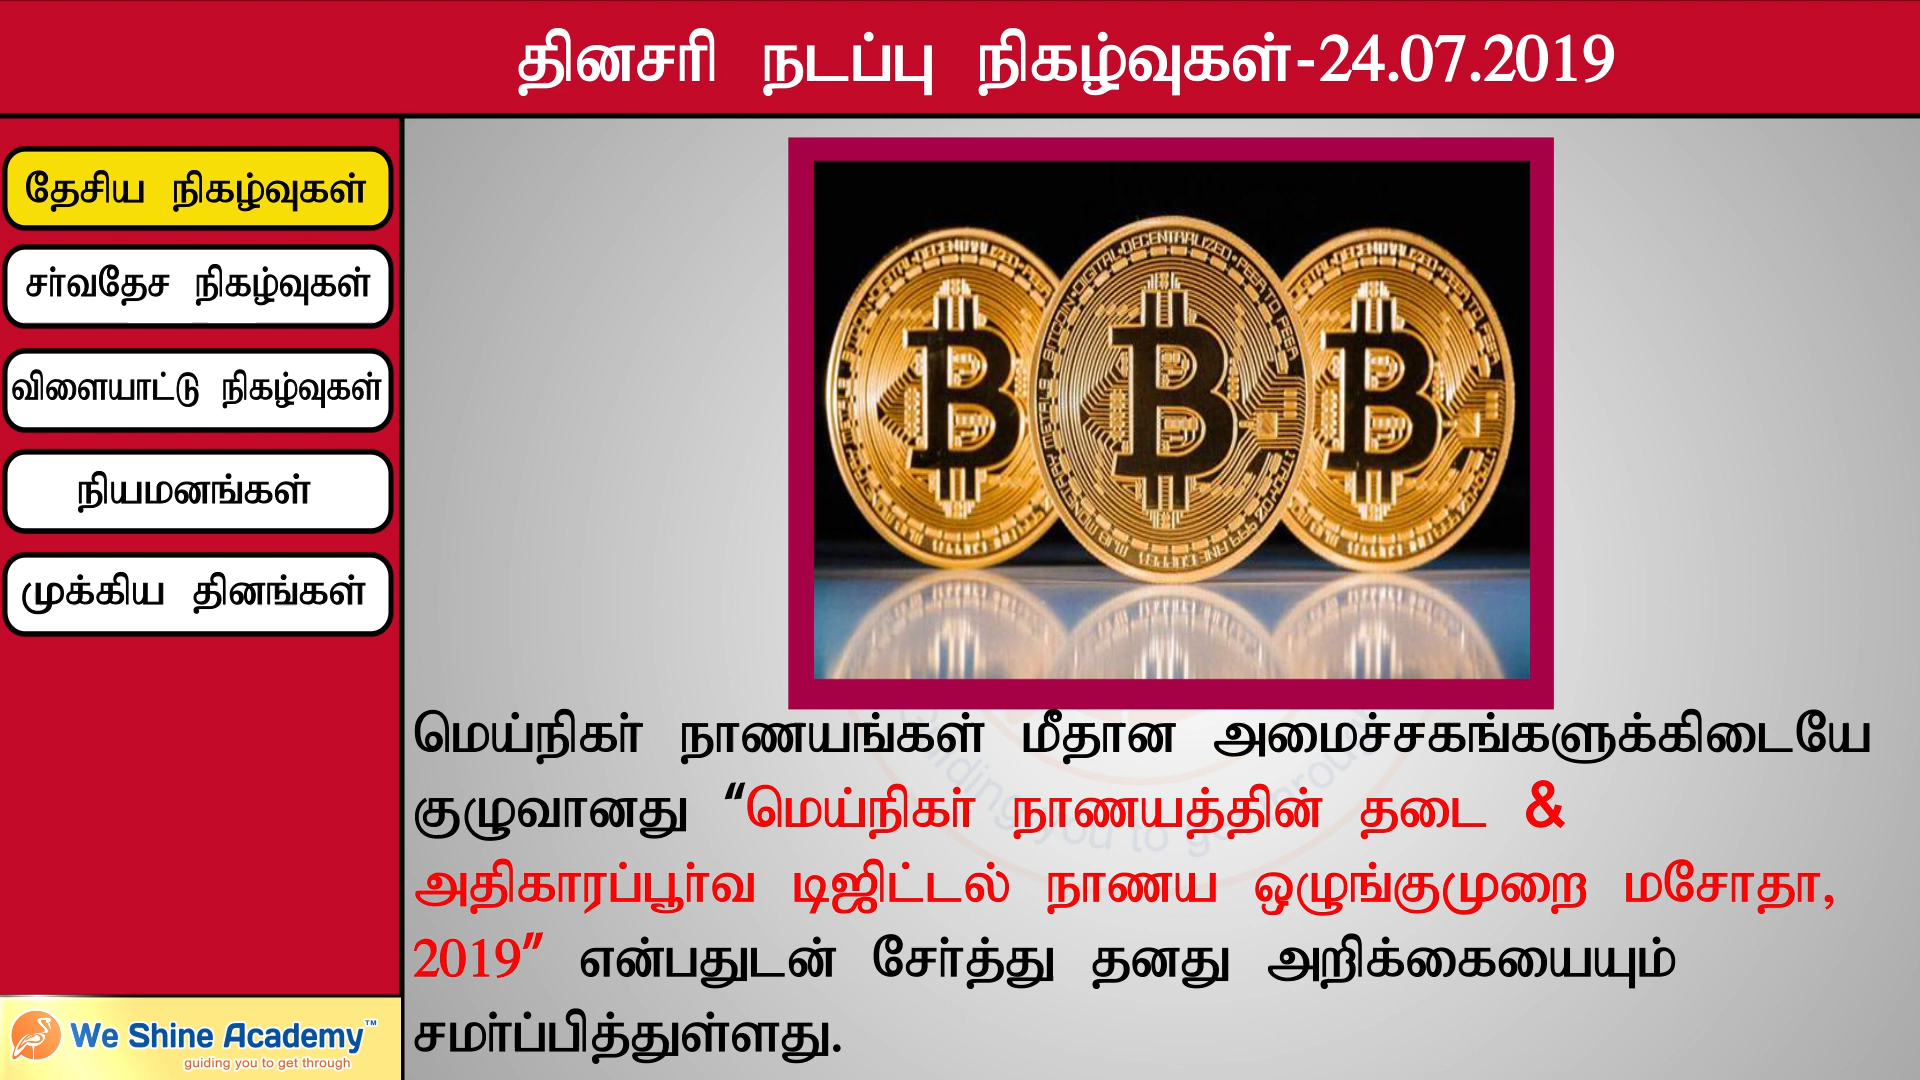 தினசரி நடப்பு நிகழ்வுகள்-24.07.2019
தேசிய நிகழ்வுகள்
சர்வதேச நிகழ்வுகள்
விளையாட்டு நிகழ்வுகள்
நியமனங்கள்
முக்கிய தினங்கள்
மெய்நிகர் நாணயங்கள் மீதான அமைச்சகங்களுக்கிடையே
குழுவானது “மெய்நிகர் நாணயத்தின் தடை &
அதிகாரப்பூர்வ டிஜிட்டல் நாணய ஒழுங்குமுறை மசோதா,
2019” என்பதுடன் சேர்த்து தனது அறிக்கையையும்
சமர்ப்பித்துள்ளது.
We Shine Academy™
guiding you to get through